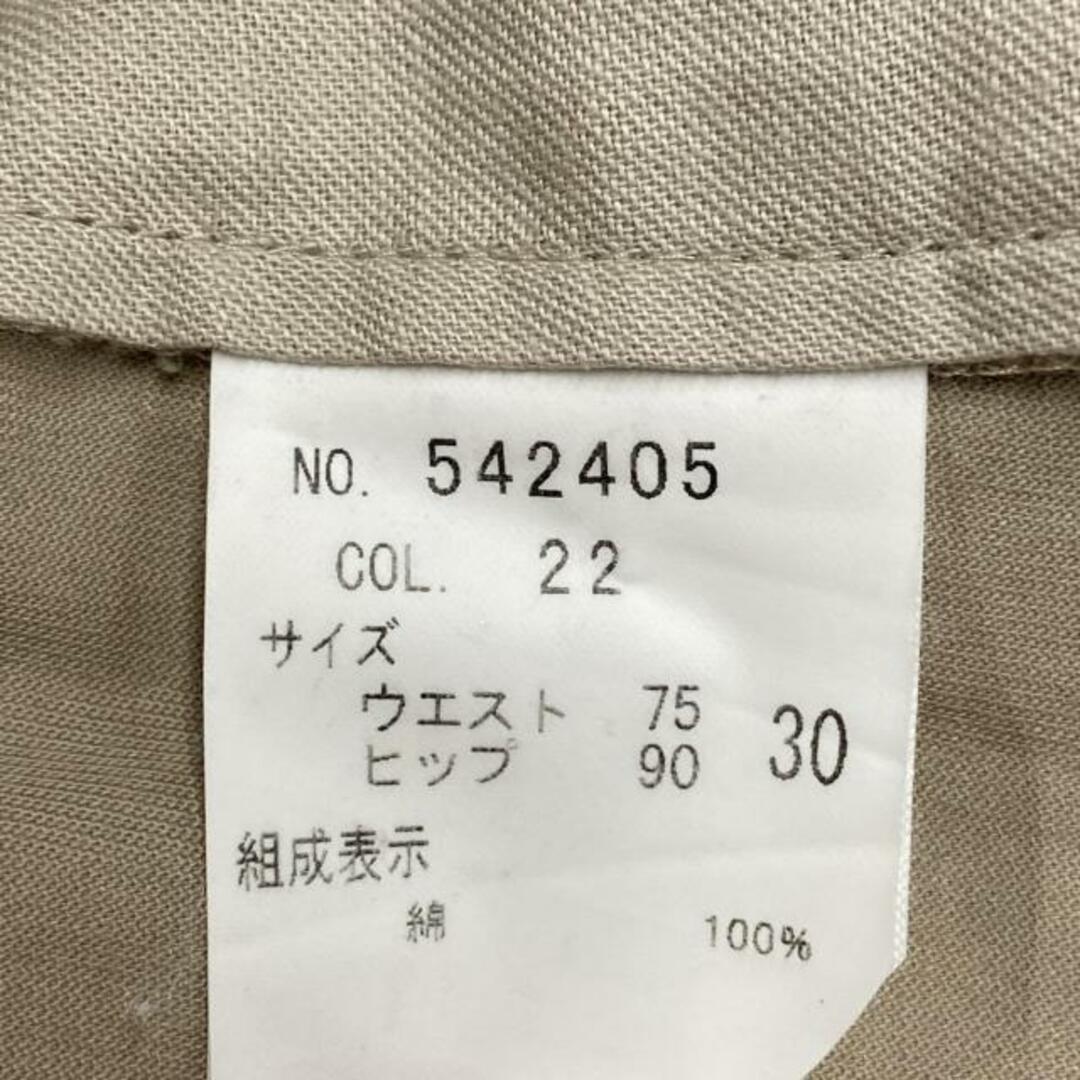 NO. 542405
COL. 22
サイズ
ウエスト 75
ヒップ 90
30
組成表示
綿 100%